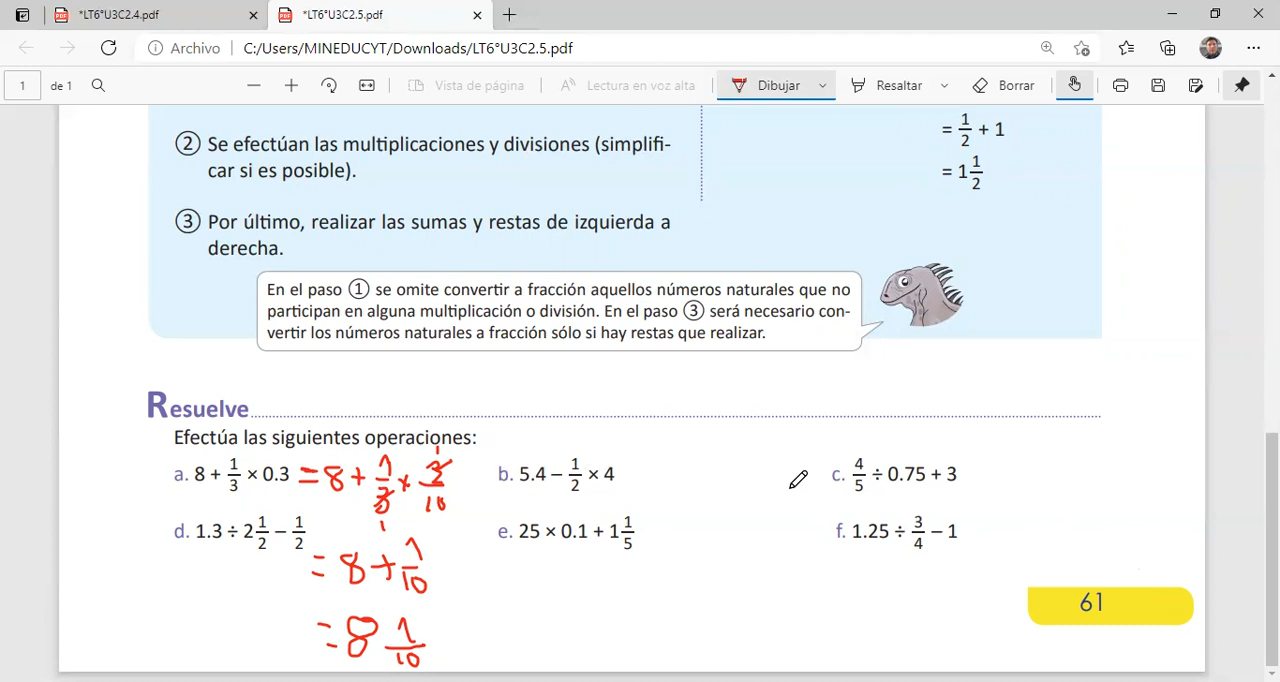 *LT6°U3C2.4.pdf
*LT6°U3C2.5.pdf
Archivo C:/Users/MINEDUCYT/Downloads/LT6°U3C2.5.pdf
1 de 1 Vista de página Lectura en voz alta Dibujar Resaltar Borrar
= 1/2 + 1
= 1 1/2
② Se efectúan las multiplicaciones y divisiones (simplifi-
car si es posible).
③ Por último, realizar las sumas y restas de izquierda a
derecha.
En el paso ① se omite convertir a fracción aquellos números naturales que no
participan en alguna multiplicación o división. En el paso ③ será necesario con-
vertir los números naturales a fracción sólo si hay restas que realizar.
Resuelve
Efectúa las siguientes operaciones:
a. 8 + 1/3 × 0.3 = 8 + 1/3 × 3/10
1
1
b. 5.4 − 1/2 × 4
c. 4/5 ÷ 0.75 + 3
d. 1.3 ÷ 2 1/2 − 1/2
e. 25 × 0.1 + 1 1/5
f. 1.25 ÷ 3/4 − 1
= 8 + 1/10
= 8 1/10
61